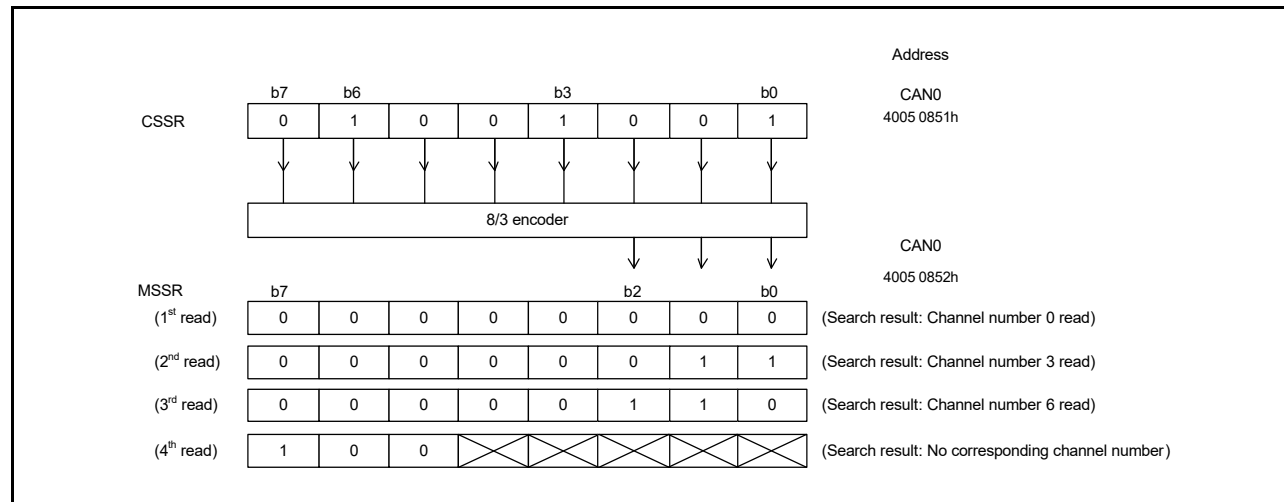 Address
b7 b6 b3 b0 CAN0
CSSR 0 1 0 0 1 0 0 1 4005 0851h
8/3 encoder
CAN0
4005 0852h
MSSR b7 b2 b0
(1st read) 0 0 0 0 0 0 0 0 (Search result: Channel number 0 read)
(2nd read) 0 0 0 0 0 0 1 1 (Search result: Channel number 3 read)
(3rd read) 0 0 0 0 0 1 1 0 (Search result: Channel number 6 read)
(4th read) 1 0 0 (Search result: No corresponding channel number)